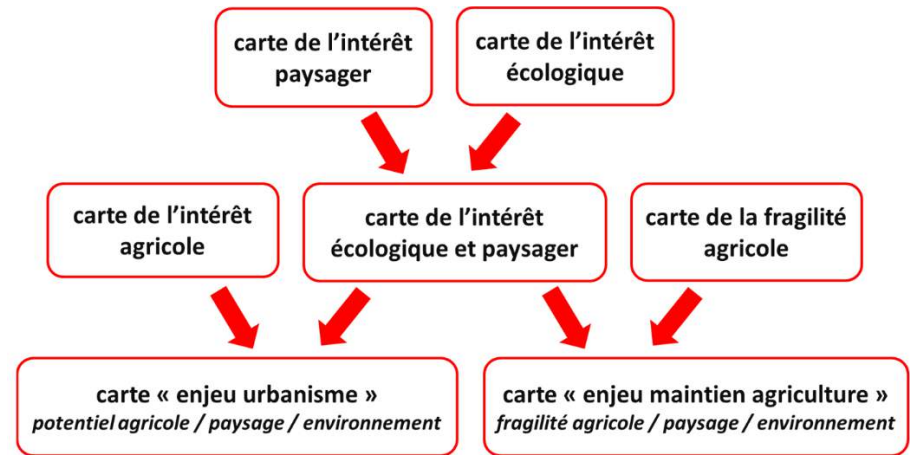 carte de l’intérêt
paysager
carte de l’intérêt
écologique
carte de l’intérêt
agricole
carte de l’intérêt
écologique et paysager
carte de la fragilité
agricole
carte « enjeu urbanisme »
potentiel agricole / paysage / environnement
carte « enjeu maintien agriculture »
fragilité agricole / paysage / environnement